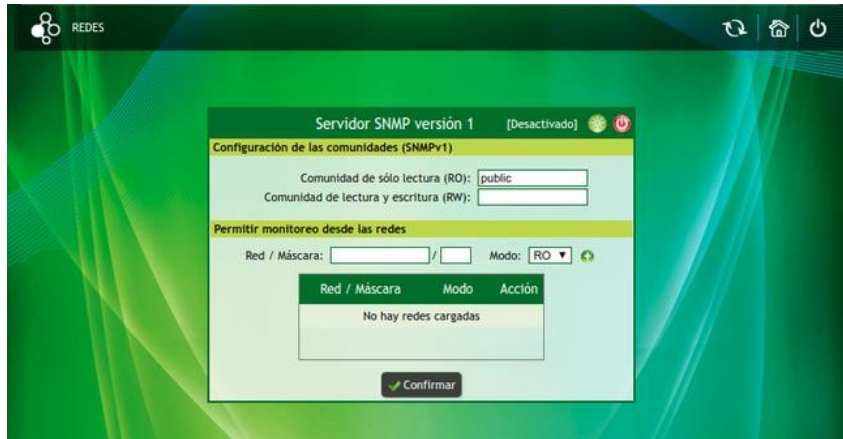 REDES
Servidor SNMP versión 1 [Desactivado]
Configuración de las comunidades (SNMPv1)
Comunidad de sólo lectura (RO): public
Comunidad de lectura y escritura (RW):
Permitir monitoreo desde las redes
Red / Máscara: / Modo: RO
Red / Máscara Modo Acción
No hay redes cargadas
Confirmar